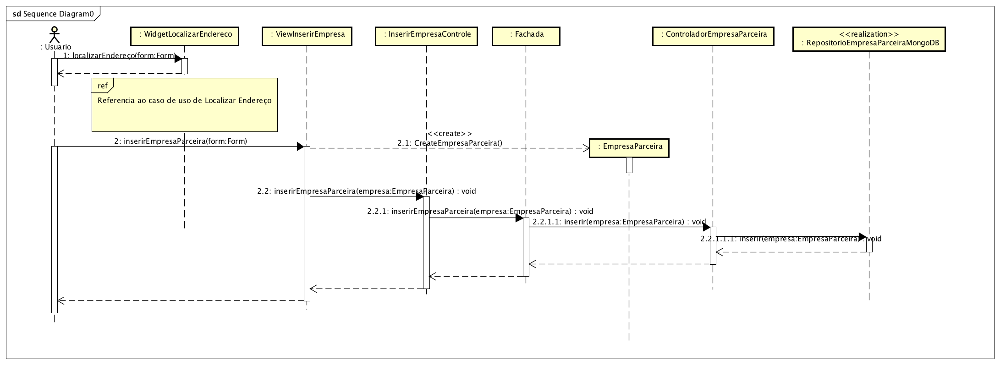 sd Sequence Diagram0
: Usuario
: WidgetLocalizarEndereco
: ViewInserirEmpresa
: InserirEmpresaControle
: Fachada
: ControladorEmpresaParceira
<<realization>>
: RepositorioEmpresaParceiraMongoDB
1: localizarEndereço(form:Form)
ref
Referencia ao caso de uso de Localizar Endereço
2: inserirEmpresaParceira(form:Form)
<<create>>
2.1: CreateEmpresaParceira()
: EmpresaParceira
2.2: inserirEmpresaParceira(empresa:EmpresaParceira) : void
2.2.1: inserirEmpresaParceira(empresa:EmpresaParceira) : void
2.2.1.1: inserir(empresa:EmpresaParceira) : void
2.2.1.1.1: inserir(empresa:EmpresaParceira) : void